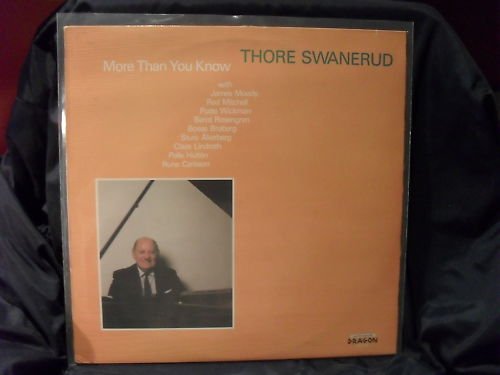 More Than You Know
THORE SWANERUD
with
James Moody
Red Mitchell
Putte Wickman
Bernt Rosengren
Bosse Broberg
Sture Åkerberg
Claes Lindroth
Pelle Hultén
Rune Carlsson
DRAGON